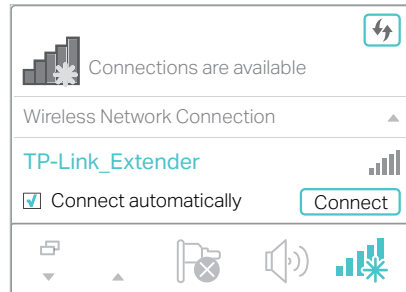 Connections are available
Wireless Network Connection
TP-Link_Extender
Connect automatically
Connect